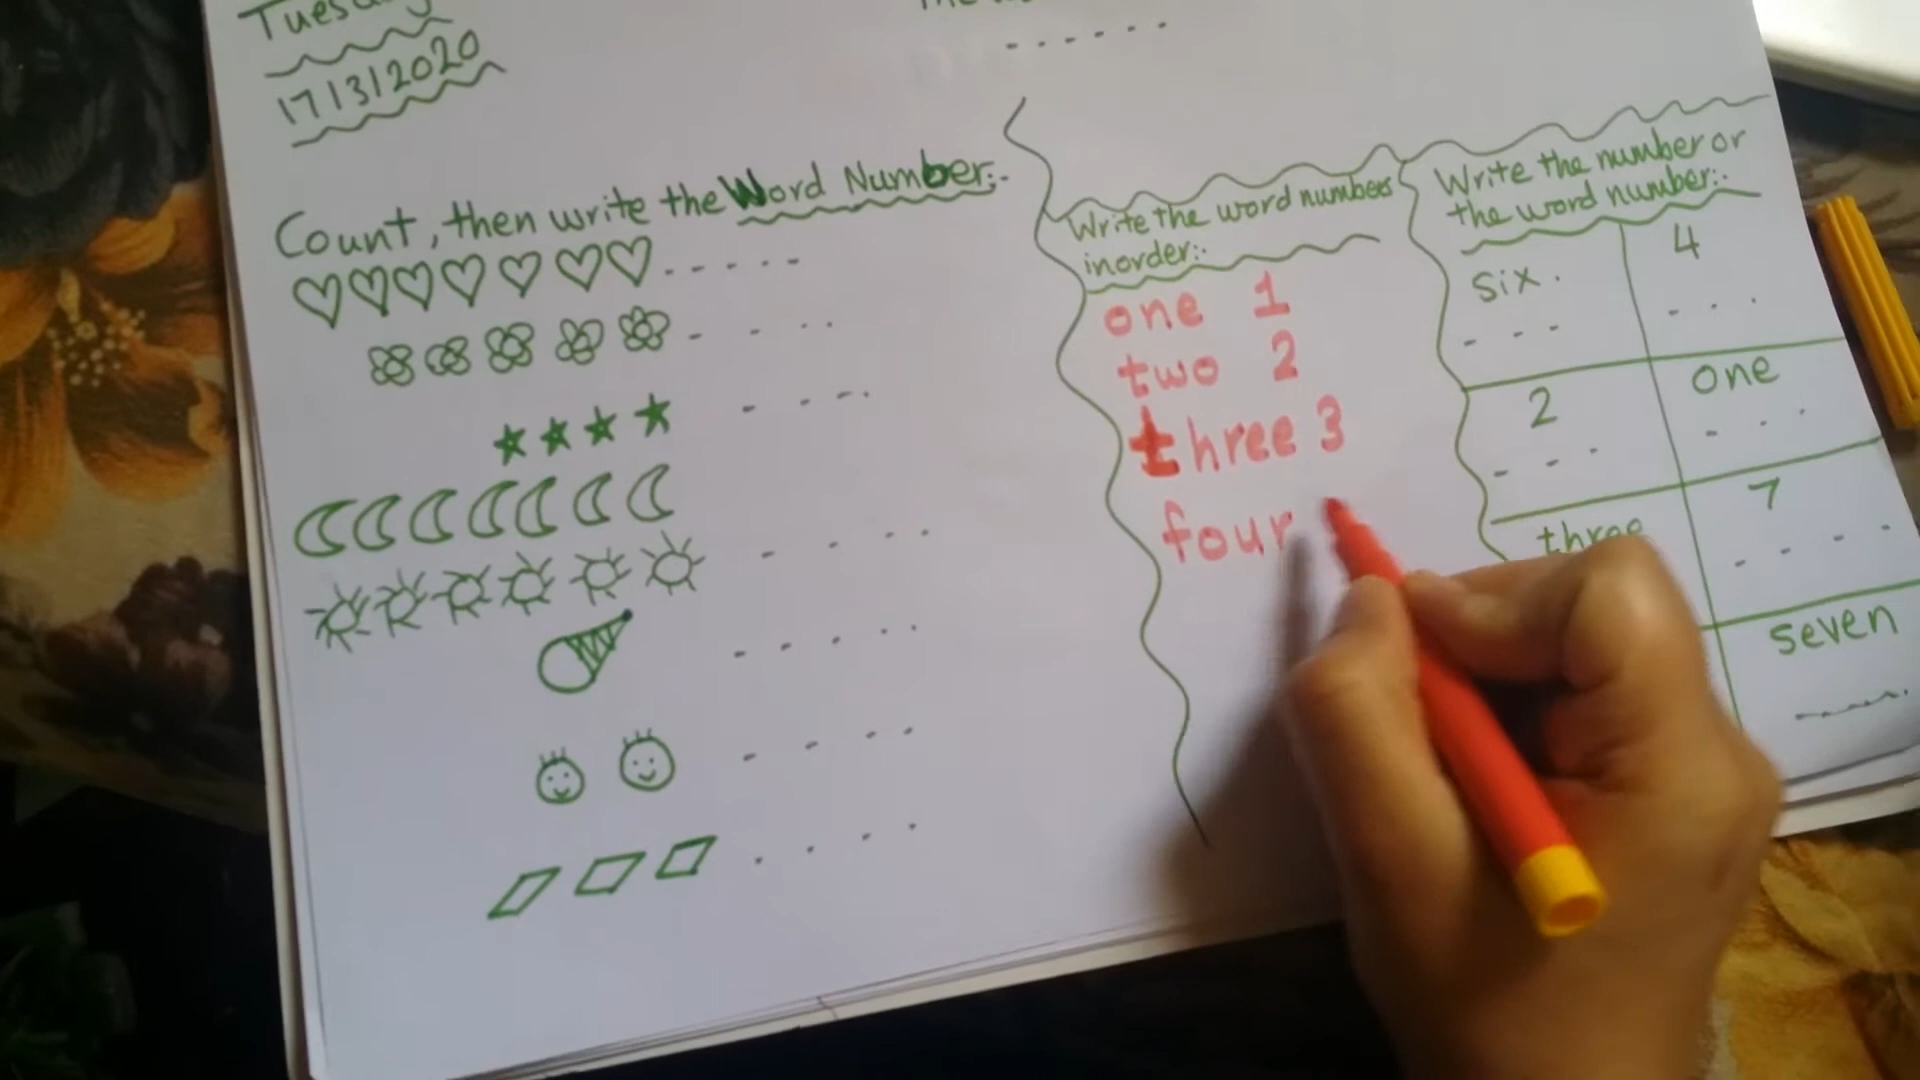 Tuesday
17/3/2020
Count, then write the Word Number:-
Write the word numbers
inorder:-
one 1
two 2
three 3
four
Write the number or
the word number:-
six.
4
2
one
three
7
seven